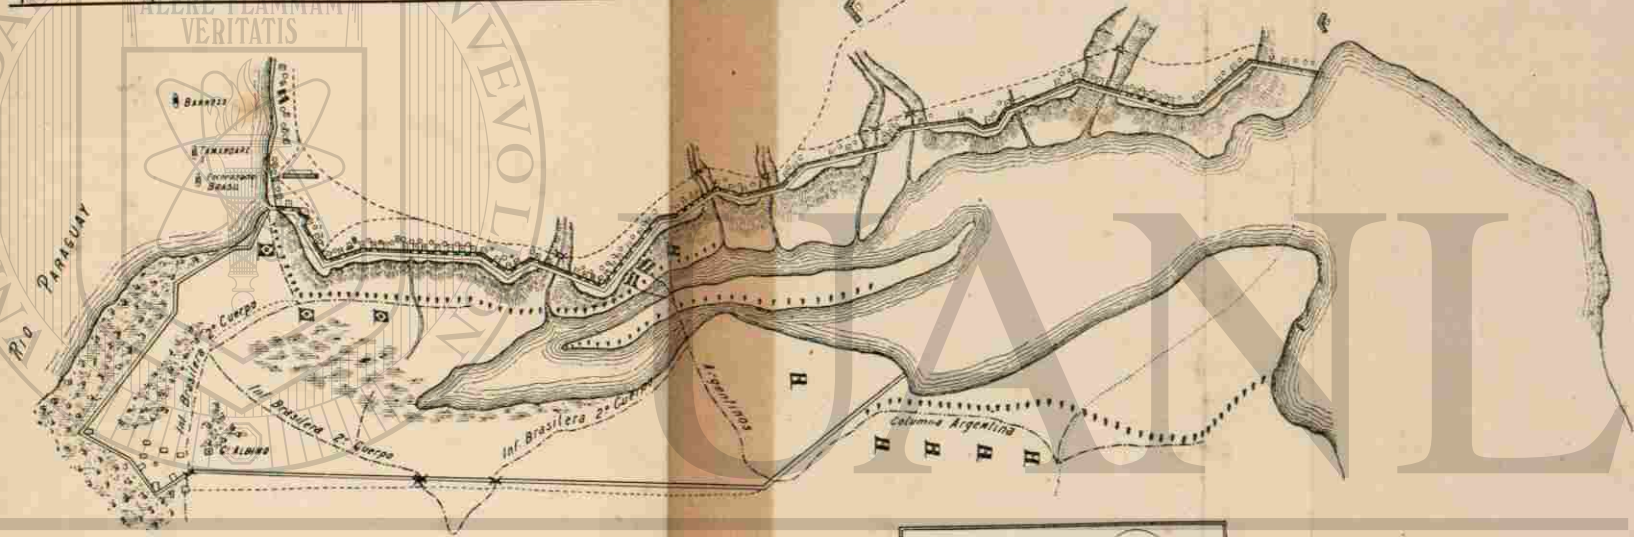 ALERE FLAMMAM
VERITATIS
UANL
BARROZO
TAMANDARÉ
BRASIL
RIO PARAGUAY
Inf. Brasilera 2º Cuerpo
Inf. Brasilera 2º Cuerpo
Inf. Brasilera 2º Cuerpo
C. ALBINO
Argentinos
Columna Argentina
H
H
H
H
H
H